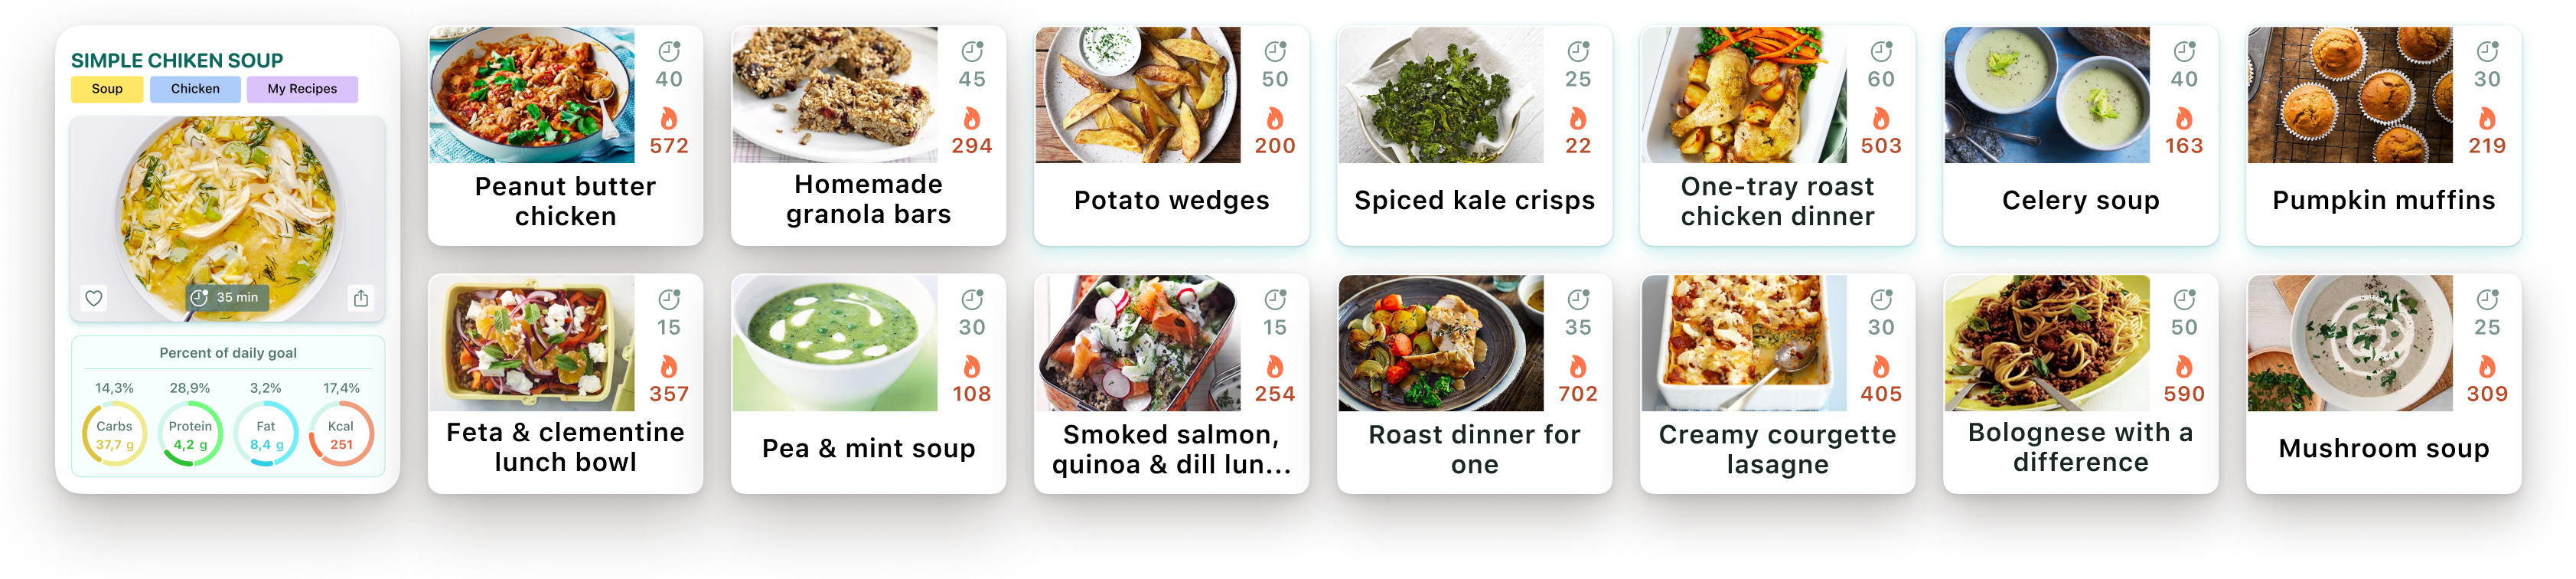 SIMPLE CHIKEN SOUP
Soup
Chicken
My Recipes
35 min
Percent of daily goal
14,3%
28,9%
3,2%
17,4%
Carbs
37,7 g
Protein
4,2 g
Fat
8,4 g
Kcal
251
40
572
Peanut butter
chicken
45
294
Homemade
granola bars
50
200
Potato wedges
25
22
Spiced kale crisps
60
503
One-tray roast
chicken dinner
40
163
Celery soup
30
219
Pumpkin muffins
15
357
Feta & clementine
lunch bowl
30
108
Pea & mint soup
15
254
Smoked salmon,
quinoa & dill lun...
35
702
Roast dinner for
one
30
405
Creamy courgette
lasagne
50
590
Bolognese with a
difference
25
309
Mushroom soup